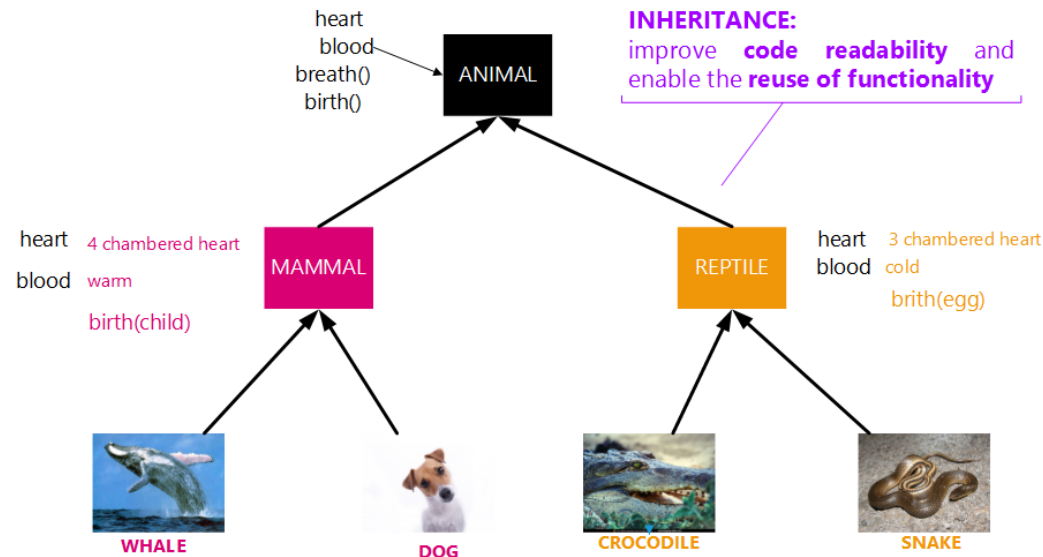 heart
blood
breath()
birth()
ANIMAL
INHERITANCE:
improve code readability and
enable the reuse of functionality
heart 4 chambered heart
blood warm
birth(child)
MAMMAL
REPTILE
heart 3 chambered heart
blood cold
brith(egg)
WHALE
DOG
CROCODILE
SNAKE